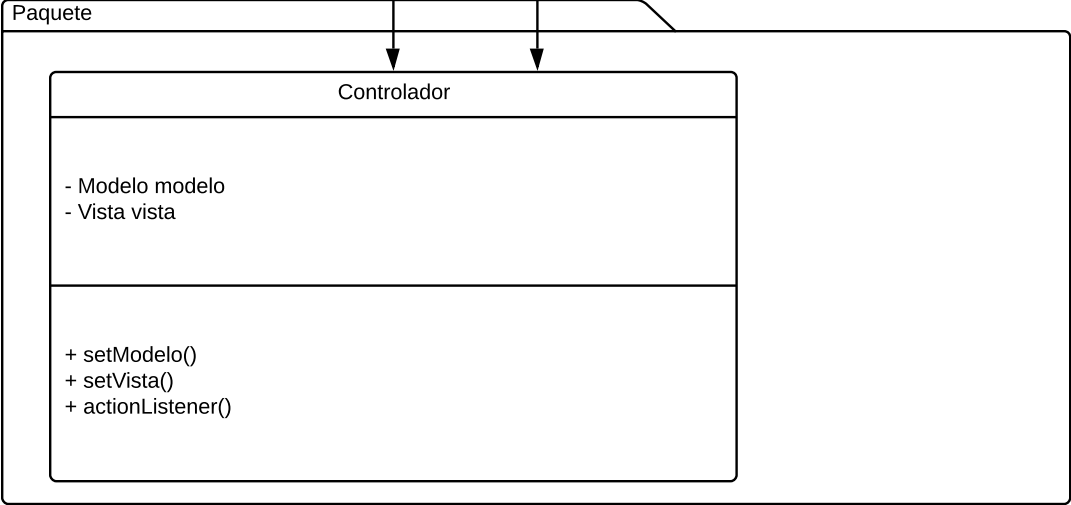 Paquete
Controlador
- Modelo modelo
- Vista vista
+ setModelo()
+ setVista()
+ actionListener()